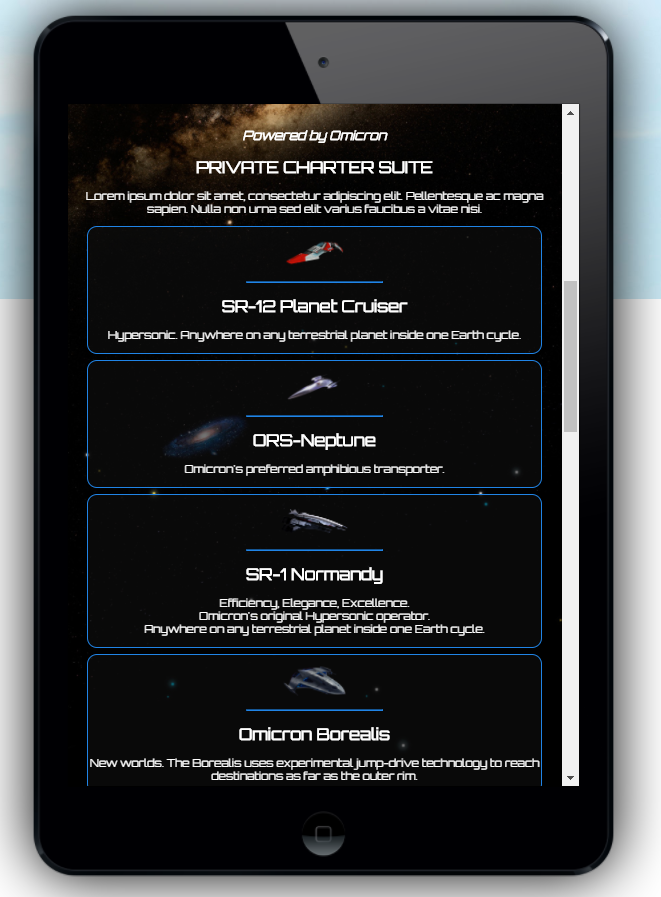 Powered by Omicron
PRIVATE CHARTER SUITE
Lorem ipsum dolor sit amet, consectetur adipiscing elit. Pellentesque ac magna
sapien. Nulla non urna sed elit varius faucibus a vitae nisi.
SR-12 Planet Cruiser
Hypersonic. Anywhere on any terrestrial planet inside one Earth cycle.
ORS-Neptune
Omicron's preferred amphibious transporter.
SR-1 Normandy
Efficiency, Elegance, Excellence.
Omicron's original Hypersonic operator.
Anywhere on any terrestrial planet inside one Earth cycle.
Omicron Borealis
New worlds. The Borealis uses experimental jump-drive technology to reach
destinations as far as the outer rim.